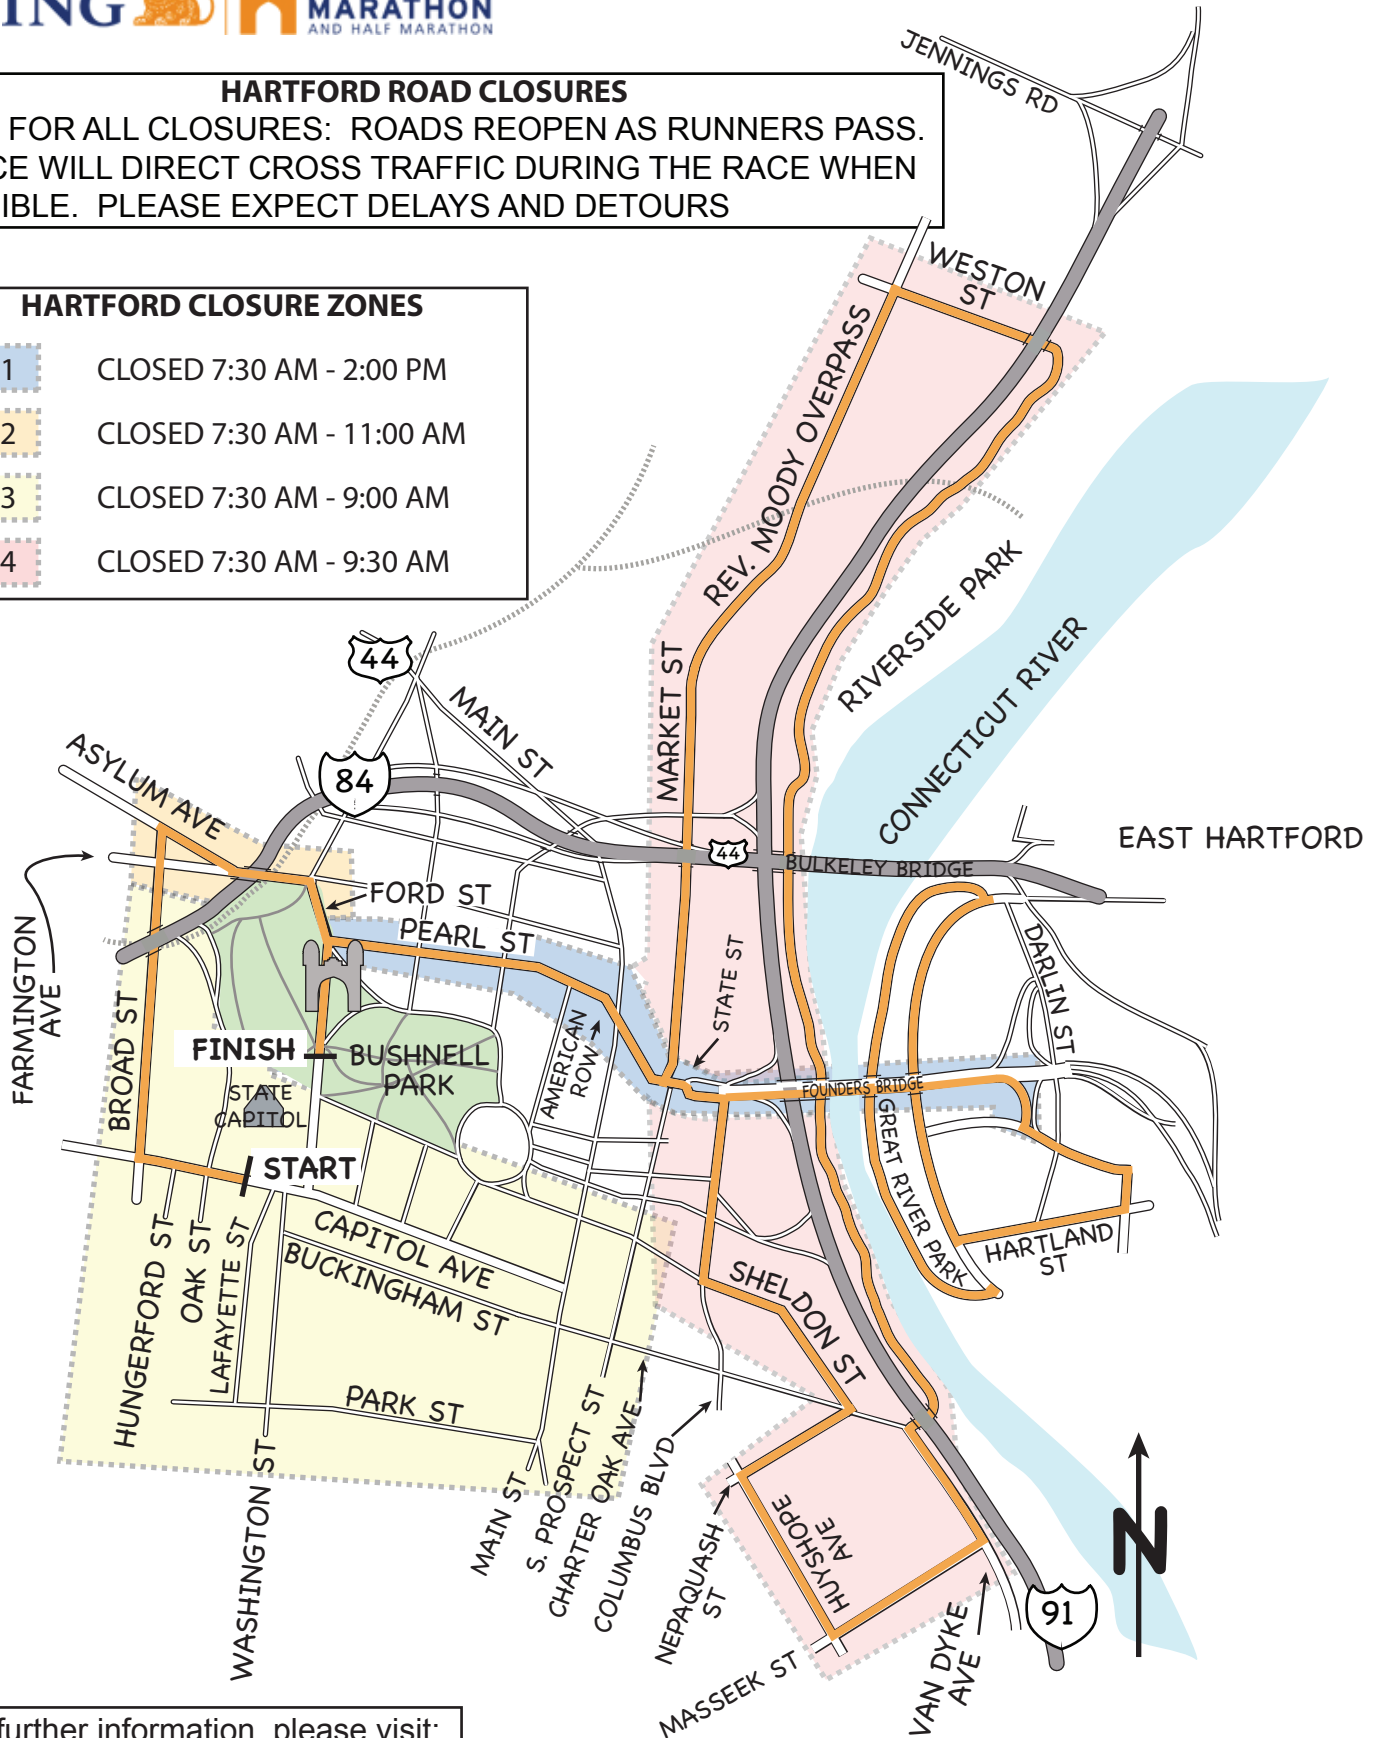 ING
MARATHON
AND HALF MARATHON
HARTFORD ROAD CLOSURES
FOR ALL CLOSURES: ROADS REOPEN AS RUNNERS PASS.
CE WILL DIRECT CROSS TRAFFIC DURING THE RACE WHEN
IBLE. PLEASE EXPECT DELAYS AND DETOURS
HARTFORD CLOSURE ZONES
1 CLOSED 7:30 AM - 2:00 PM
2 CLOSED 7:30 AM - 11:00 AM
3 CLOSED 7:30 AM - 9:00 AM
4 CLOSED 7:30 AM - 9:30 AM
JENNINGS RD
WESTON
ST
REV. MOODY OVERPASS
RIVERSIDE PARK
CONNECTICUT RIVER
44
MAIN ST
MARKET ST
ASYLUM AVE
84
44
BULKELEY BRIDGE
EAST HARTFORD
FORD ST
PEARL ST
FARMINGTON
AVE
STATE ST
DARLIN ST
BROAD ST
FINISH
BUSHNELL
PARK
AMERICAN
ROW
FOUNDERS BRIDGE
STATE
CAPITOL
GREAT RIVER PARK
START
CAPITOL AVE
BUCKINGHAM ST
HARTLAND
ST
SHELDON ST
HUNGERFORD ST
OAK ST
LAFAYETTE ST
PARK ST
WASHINGTON ST
MAIN ST
S. PROSPECT ST
CHARTER OAK AVE
COLUMBUS BLVD
NEPAQUASH
ST
HUYSHOPE
AVE
MASSEEK ST
VAN DYKE
AVE
91
N
further information, please visit: